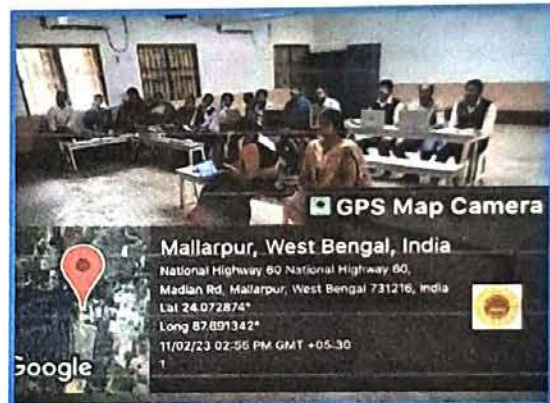 GPS Map Camera
Mallarpur, West Bengal, India
National Highway 60 National Highway 60,
Madian Rd, Mallarpur, West Bengal 731216, India
Lat 24.072874°
Long 87.891342°
11/02/23 02:56 PM GMT +05:30
1
Google